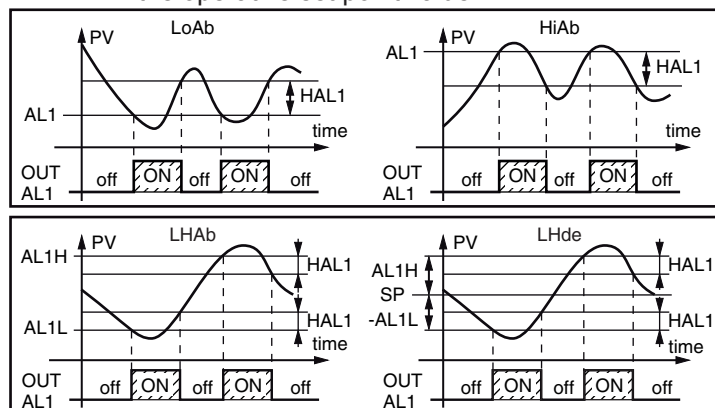 LoAb
PV
AL1
HAL1
time
OUT
AL1
off ON off ON off
HiAb
PV
AL1
HAL1
time
OUT
AL1
off ON off ON off
LHAb
PV
AL1H
HAL1
AL1L
HAL1
time
OUT
AL1
off ON off ON off
LHde
PV
AL1H
SP
-AL1L
HAL1
HAL1
time
OUT
AL1
off ON off ON off